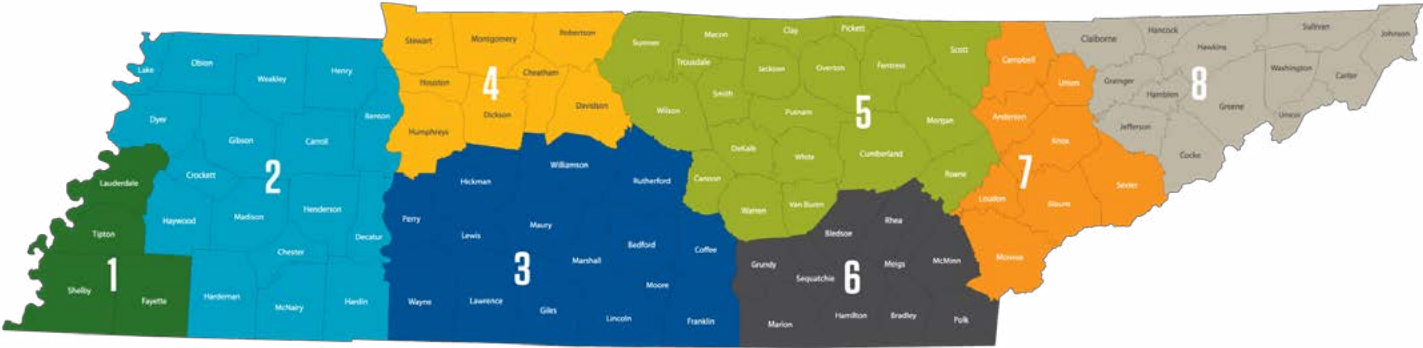 Lake
Obion
Weakley
Henry
Benton
Dyer
Gibson
Carroll
Crockett
2
Haywood
Madison
Henderson
Decatur
Chester
Hardeman
McNairy
Hardin
Lauderdale
Tipton
1
Shelby
Fayette
Stewart
Montgomery
Robertson
Houston
4
Cheatham
Dickson
Davidson
Humphreys
Hickman
Williamson
Rutherford
Perry
Lewis
Maury
Bedford
Coffee
3
Marshall
Moore
Wayne
Lawrence
Giles
Lincoln
Franklin
Sumner
Macon
Clay
Pickett
Scott
Trousdale
Jackson
Overton
Fentress
Wilson
Smith
Putnam
5
Morgan
DeKalb
White
Cumberland
Cannon
Warren
Van Buren
Roane
Bledsoe
Rhea
Grundy
Sequatchie
6
Meigs
McMinn
Marion
Hamilton
Bradley
Polk
Campbell
Union
Anderson
Knox
7
Loudon
Blount
Sevier
Monroe
Claiborne
Hancock
Hawkins
Sullivan
Johnson
Grainger
Hamblen
8
Washington
Carter
Greene
Unicoi
Jefferson
Cocke